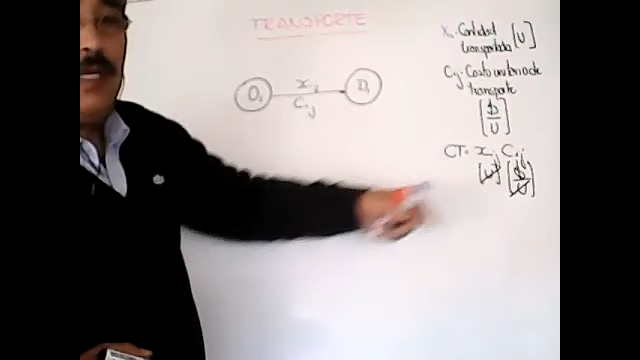 TRANSPORTE
Oi
xij
Cij
Dj
xij: Cantidad
transportada [U]
Cij: Costo unitario de
transporte
[$/U]
CT= xij Cij
[U] [$/U]